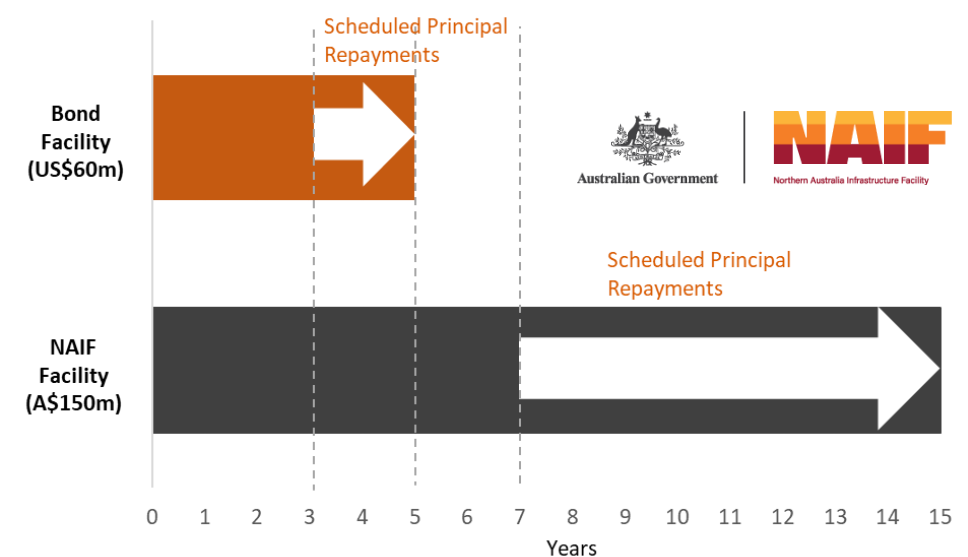 Scheduled Principal
Repayments
Bond
Facility
(US$60m)
Australian Government
NAIF
Northern Australia Infrastructure Facility
Scheduled Principal
Repayments
NAIF
Facility
(A$150m)
0 1 2 3 4 5 6 7 8 9 10 11 12 13 14 15
Years